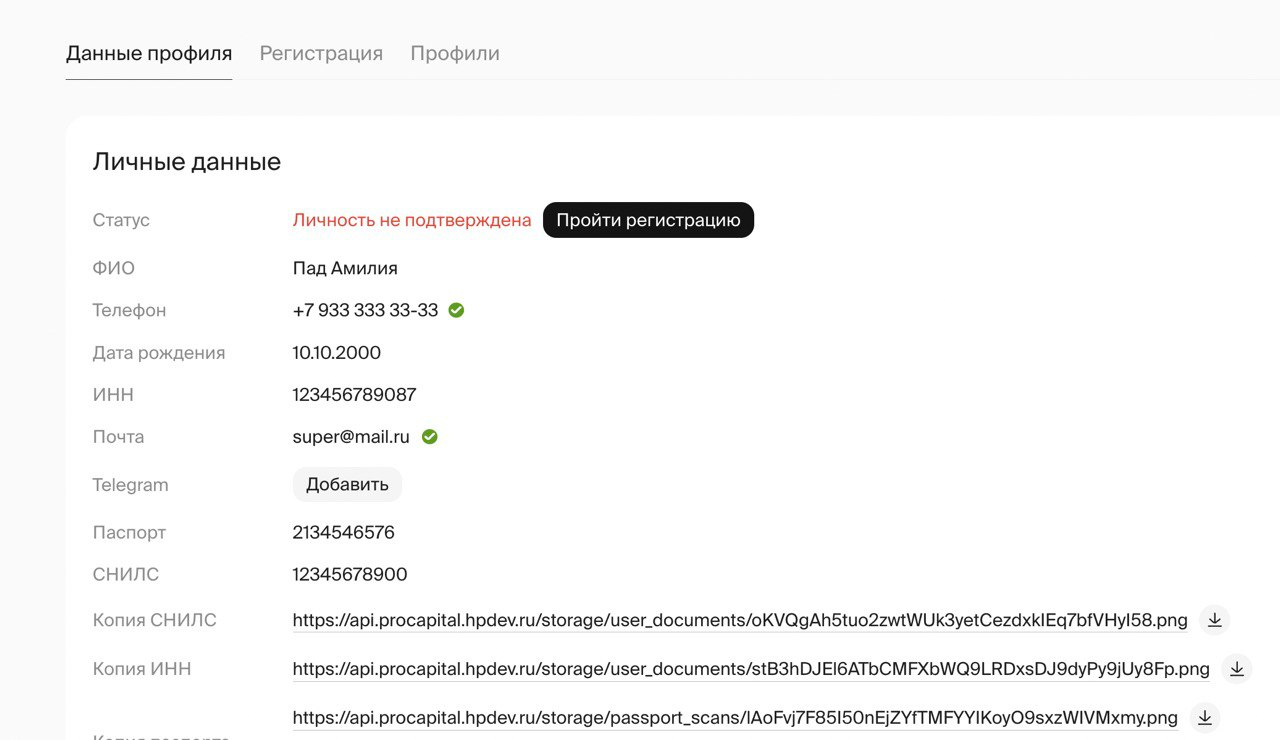 Данные профиля Регистрация Профили
Личные данные
Статус Личность не подтверждена Пройти регистрацию
ФИО Пад Амилия
Телефон +7 933 333 33-33
Дата рождения 10.10.2000
ИНН 123456789087
Почта super@mail.ru
Telegram Добавить
Паспорт 2134546576
СНИЛС 12345678900
Копия СНИЛС https://api.procapital.hpdev.ru/storage/user_documents/oKVQgAh5tuo2zwtWUk3yetCezdxkIEq7bfVHyI58.png
Копия ИНН https://api.procapital.hpdev.ru/storage/user_documents/stB3hDJEl6ATbCMFXbWQ9LRDxsDJ9dyPy9jUy8Fp.png
https://api.procapital.hpdev.ru/storage/passport_scans/lAoFvj7F85I50nEjZYfTMFYYIKoyO9sxzWIVMxmy.png